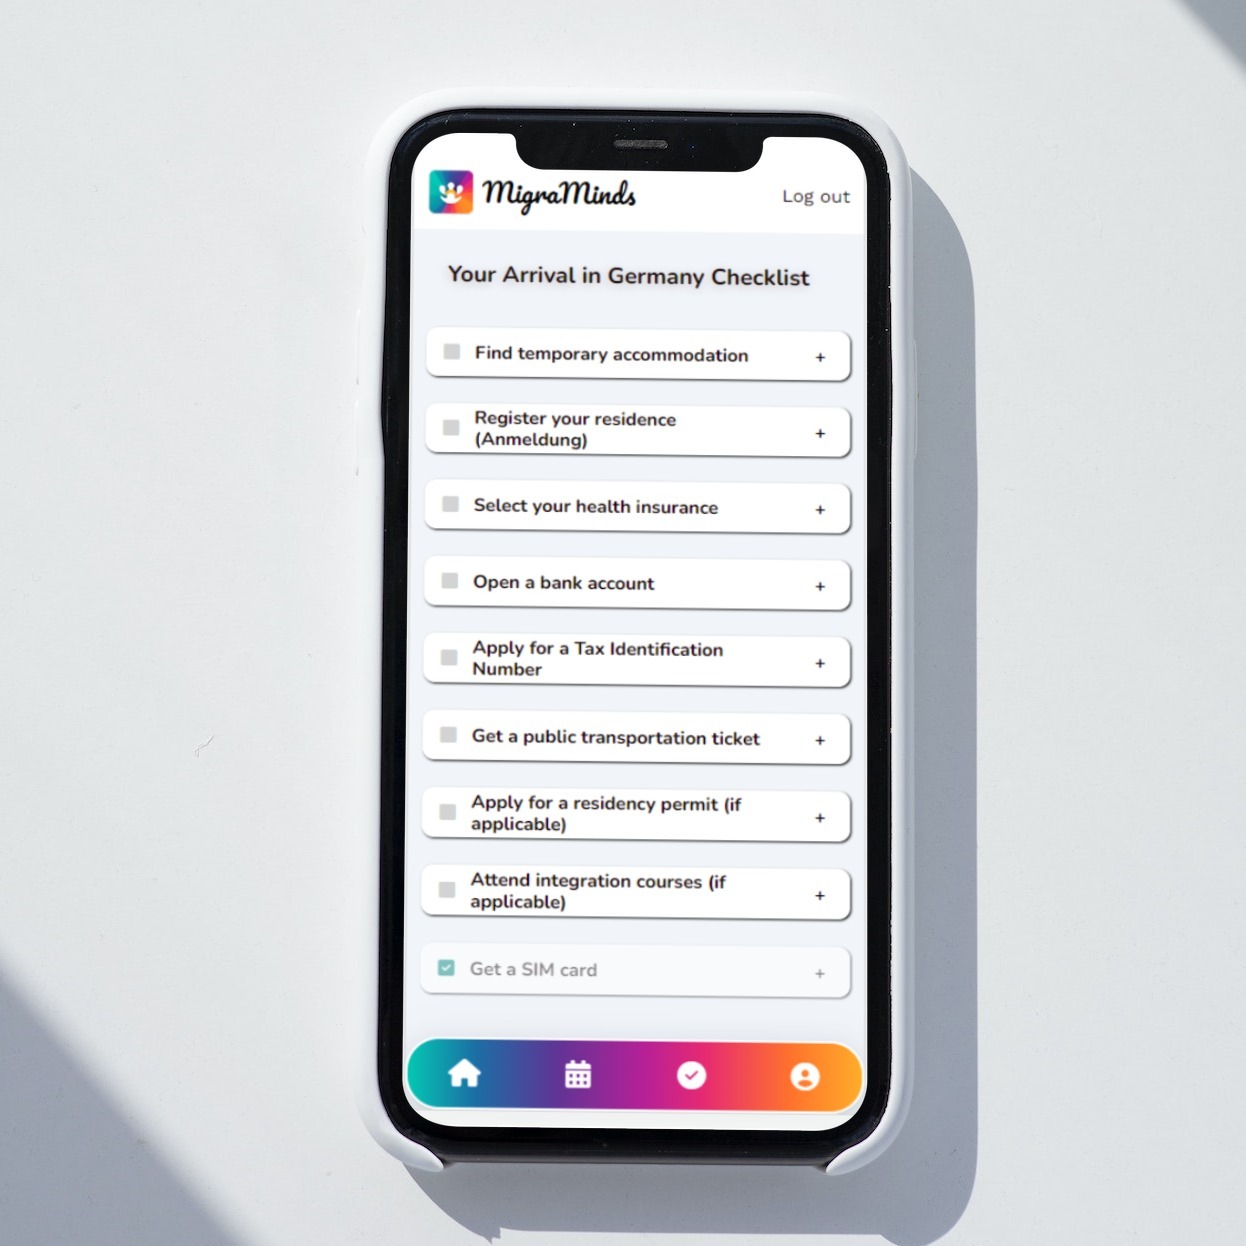 MigraMinds
Log out
Your Arrival in Germany Checklist
Find temporary accommodation
+
Register your residence
(Anmeldung)
+
Select your health insurance
+
Open a bank account
+
Apply for a Tax Identification
Number
+
Get a public transportation ticket
+
Apply for a residency permit (if
applicable)
+
Attend integration courses (if
applicable)
+
Get a SIM card
+